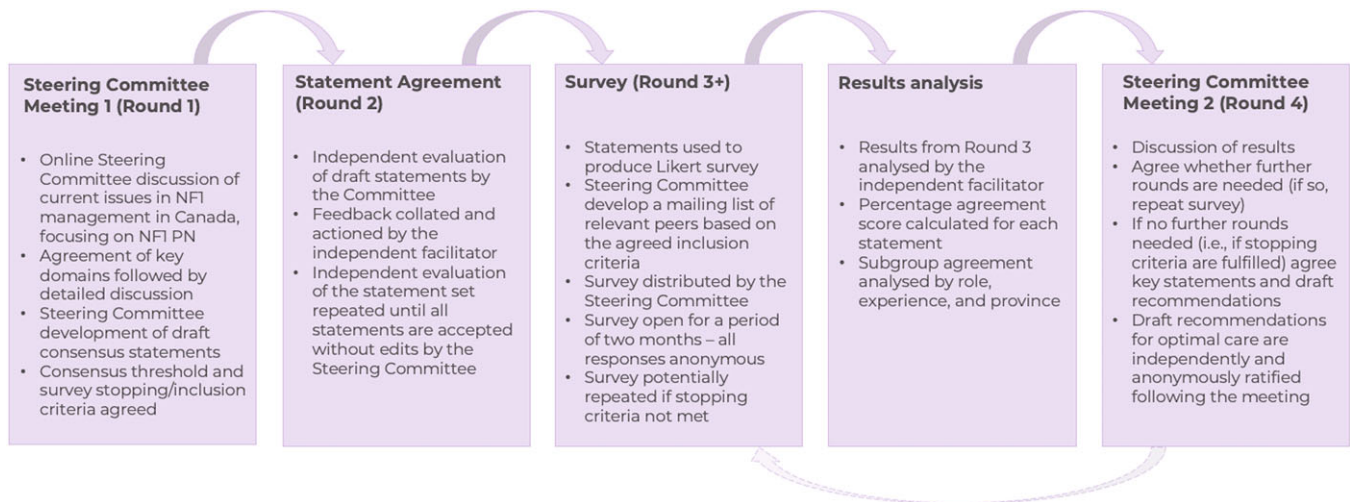 Steering Committee
Meeting 1 (Round 1)
• Online Steering
Committee discussion of
current issues in NF1
management in Canada,
focusing on NF1 PN
• Agreement of key
domains followed by
detailed discussion
• Steering Committee
development of draft
consensus statements
• Consensus threshold and
survey stopping/inclusion
criteria agreed
Statement Agreement
(Round 2)
• Independent evaluation
of draft statements by
the Committee
• Feedback collated and
actioned by the
independent facilitator
• Independent evaluation
of the statement set
repeated until all
statements are accepted
without edits by the
Steering Committee
Survey (Round 3+)
• Statements used to
produce Likert survey
• Steering Committee
develop a mailing list of
relevant peers based on
the agreed inclusion
criteria
• Survey distributed by the
Steering Committee
• Survey open for a period
of two months – all
responses anonymous
• Survey potentially
repeated if stopping
criteria not met
Results analysis
• Results from Round 3
analysed by the
independent facilitator
• Percentage agreement
score calculated for each
statement
• Subgroup agreement
analysed by role,
experience, and province
Steering Committee
Meeting 2 (Round 4)
• Discussion of results
• Agree whether further
rounds are needed (if so,
repeat survey)
• If no further rounds
needed (i.e., if stopping
criteria are fulfilled) agree
key statements and draft
recommendations
• Draft recommendations
for optimal care are
independently and
anonymously ratified
following the meeting